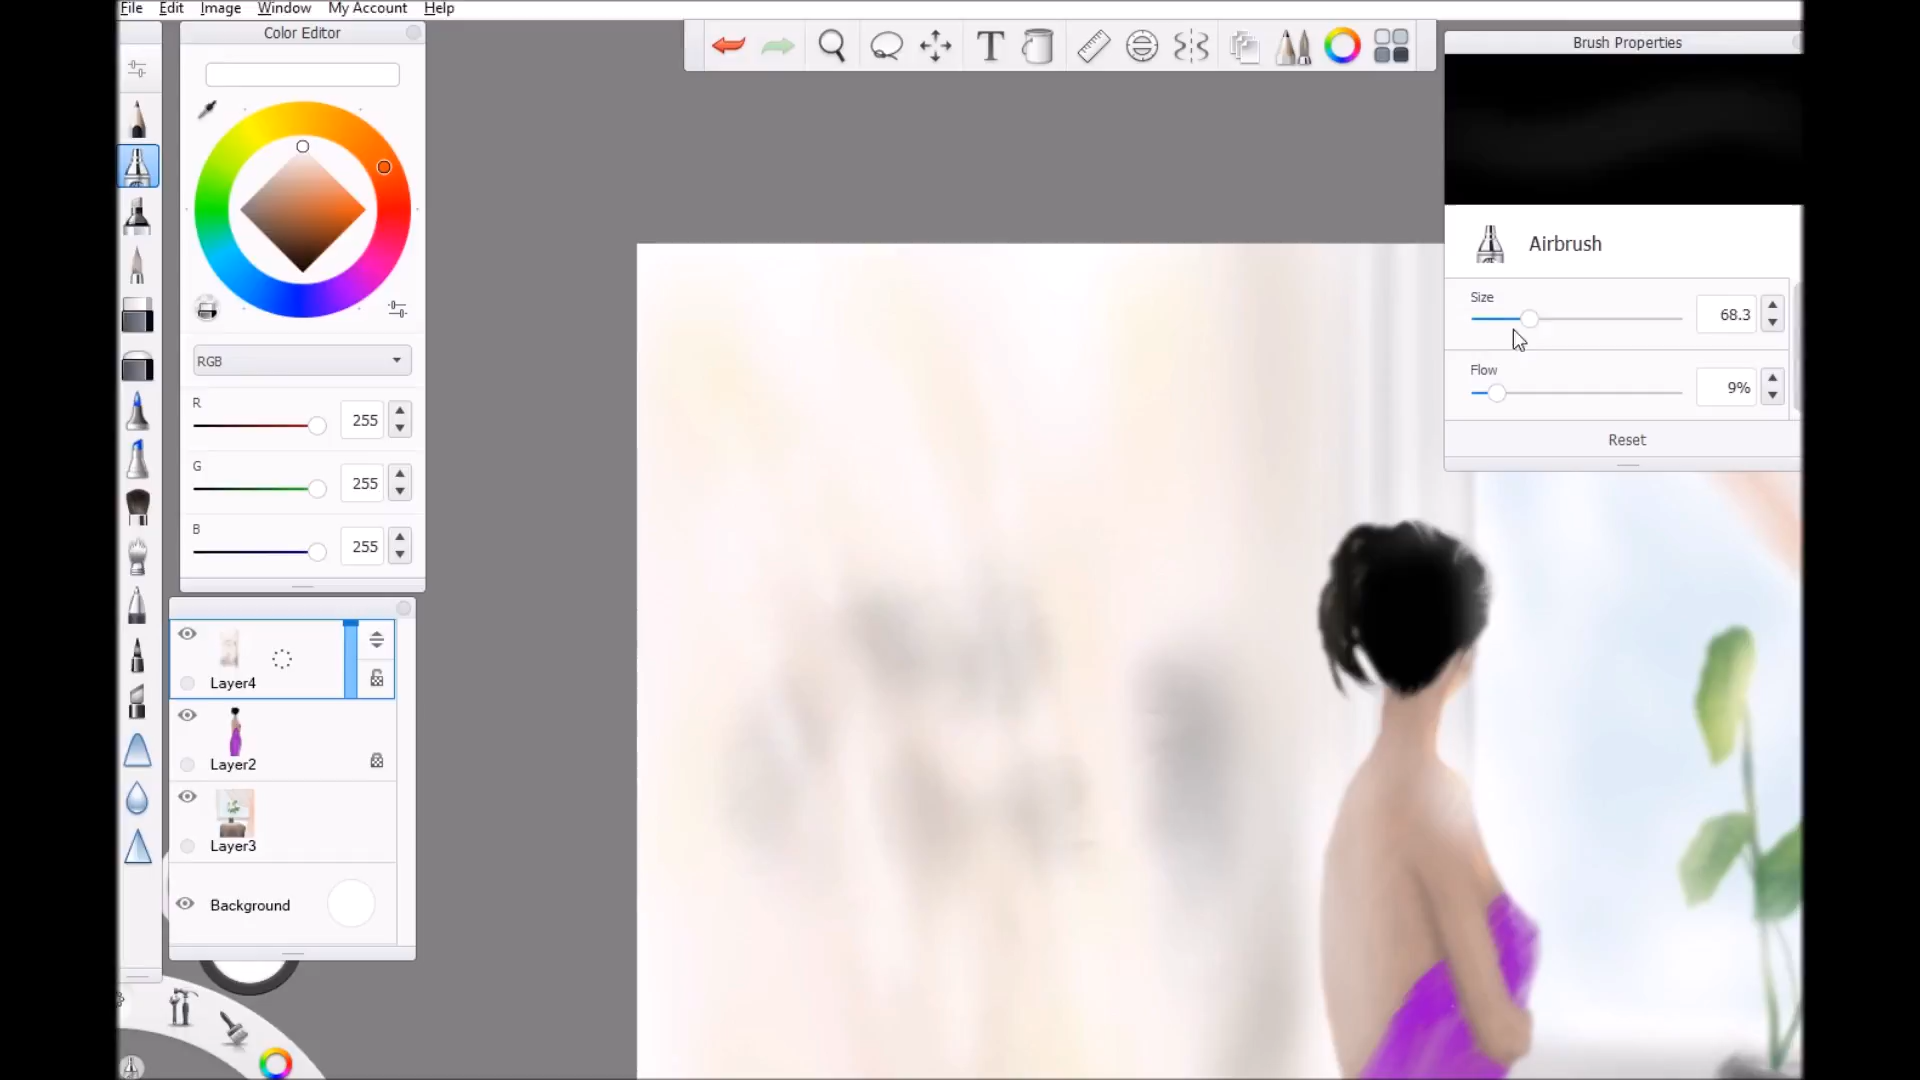 File Edit Image Window My Account Help
Color Editor
Brush Properties
T
Airbrush
Size
68.3
Flow
9%
Reset
RGB
R
255
G
255
B
255
Layer4
Layer2
Layer3
Background